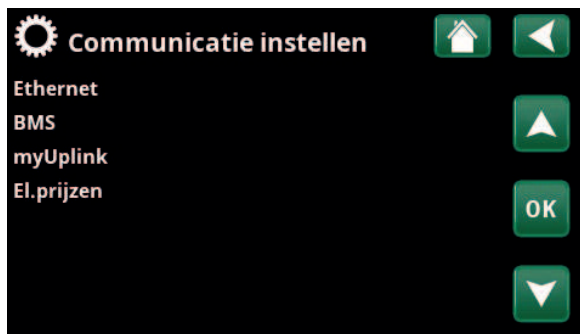 Communicatie instellen
Ethernet
BMS
myUplink
El.prijzen
OK